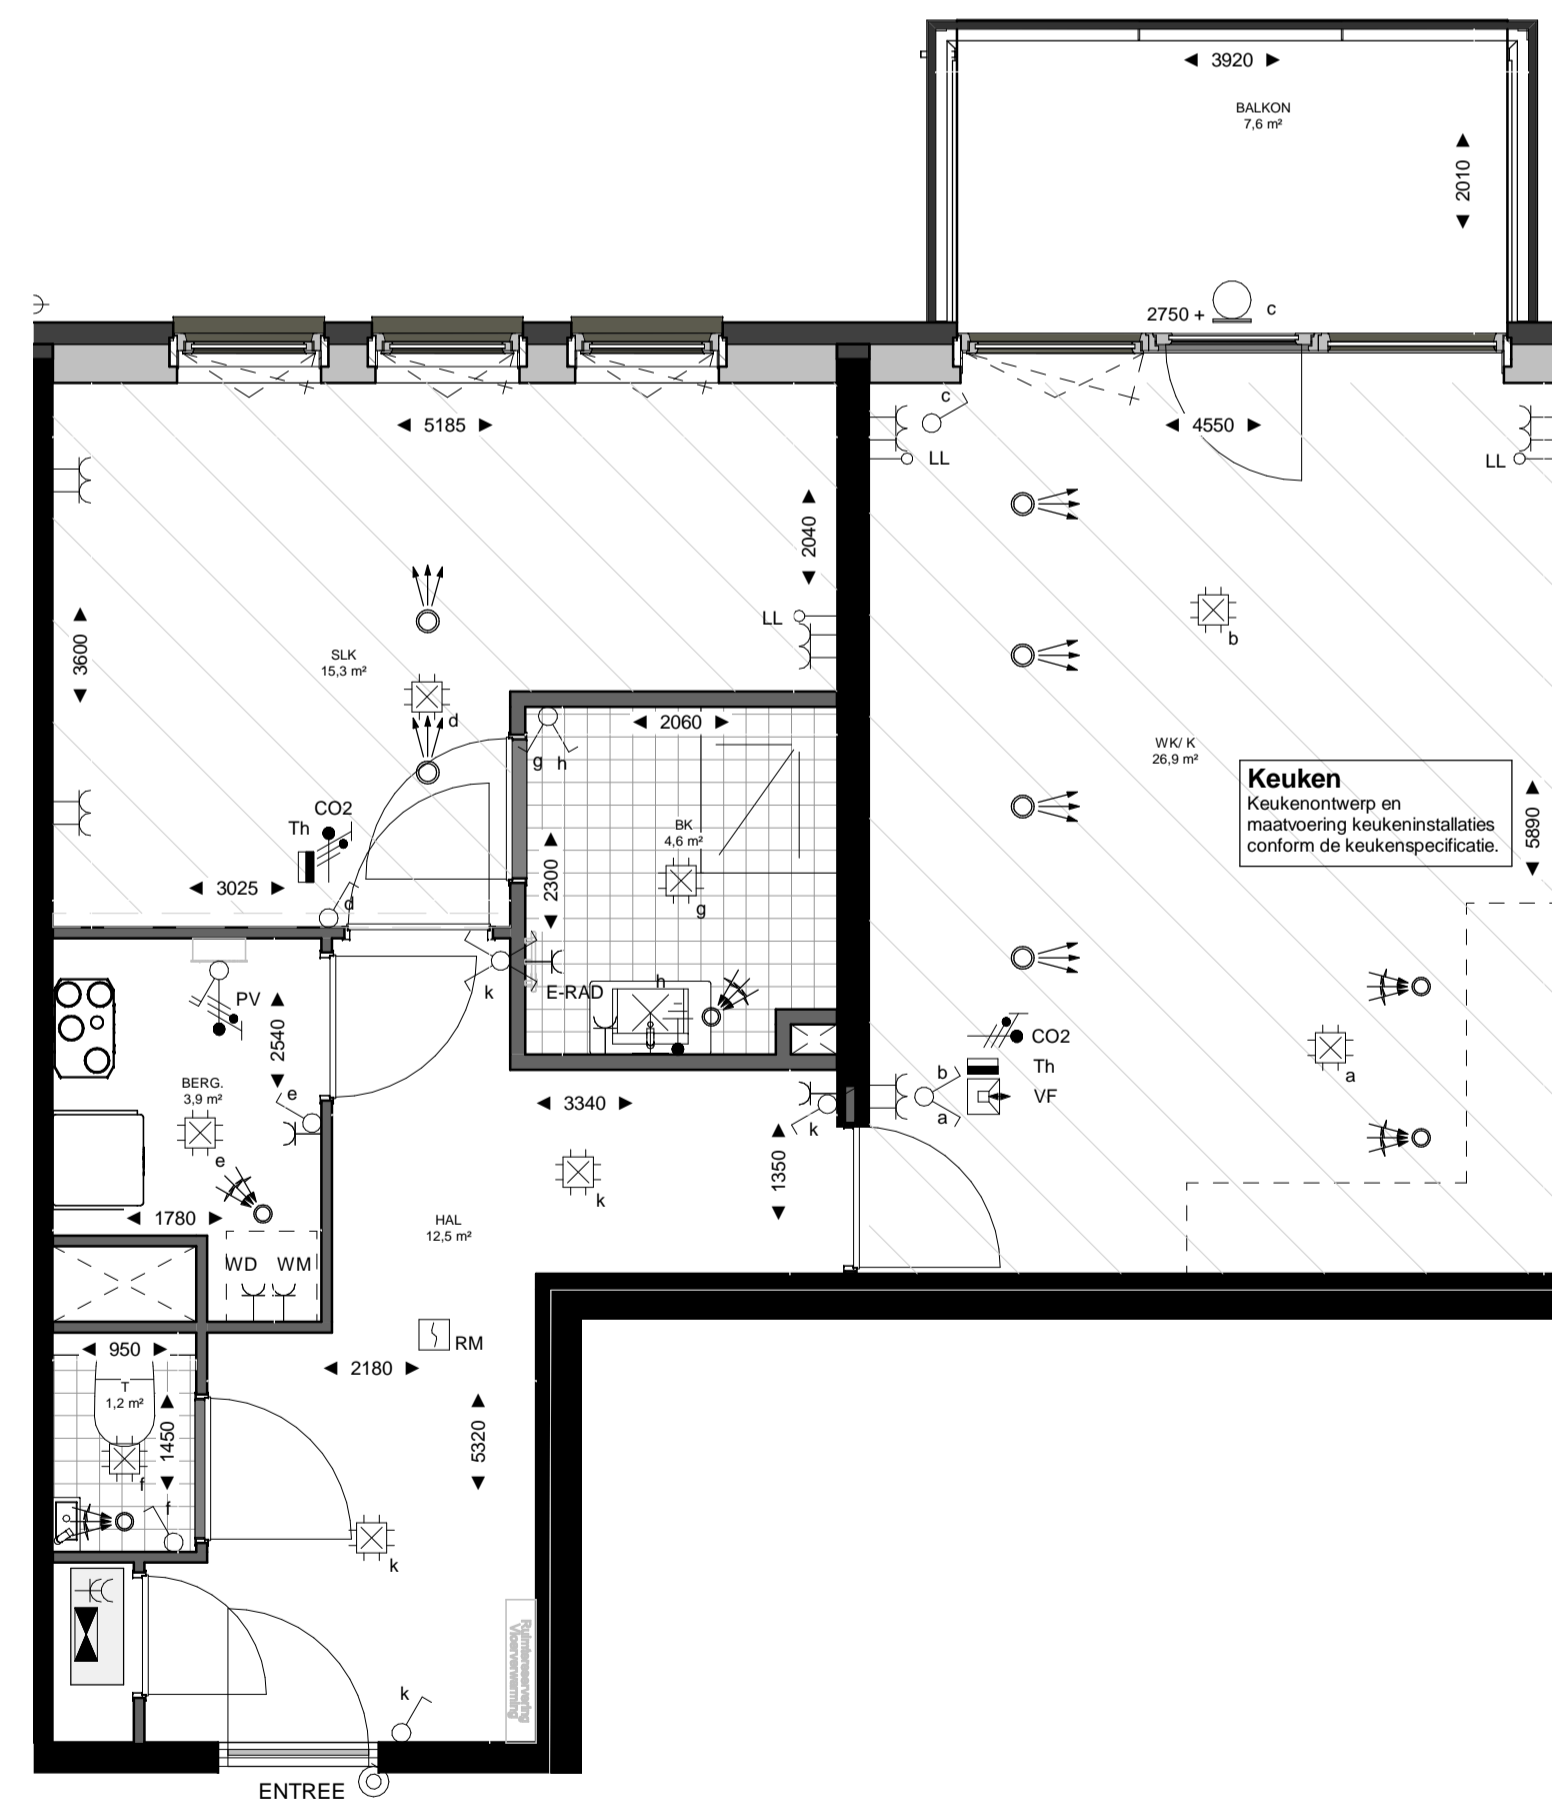 3920
BALKON
7,6 m²
2010
2750 +
c
5185
c
4550
LL
LL
2040
LL
3600
SLK
15,3 m²
b
d
2060
g h
WK/ K
26,9 m²
Keuken
Keukenontwerp en
maatvoering keukeninstallaties
conform de keukenspecificatie.
5890
CO2
Th
BK
4,6 m²
2300
3025
d
g
k
E-RAD
h
PV
2540
CO2
Th
VF
b
a
a
BERG.
3,9 m²
e
e
3340
k
1350
k
1780
HAL
12,5 m²
WD WM
RM
950
2180
T
1,2 m²
1450
5320
f
f
k
Ruimtereservering
Vloerverwarming
k
ENTREE